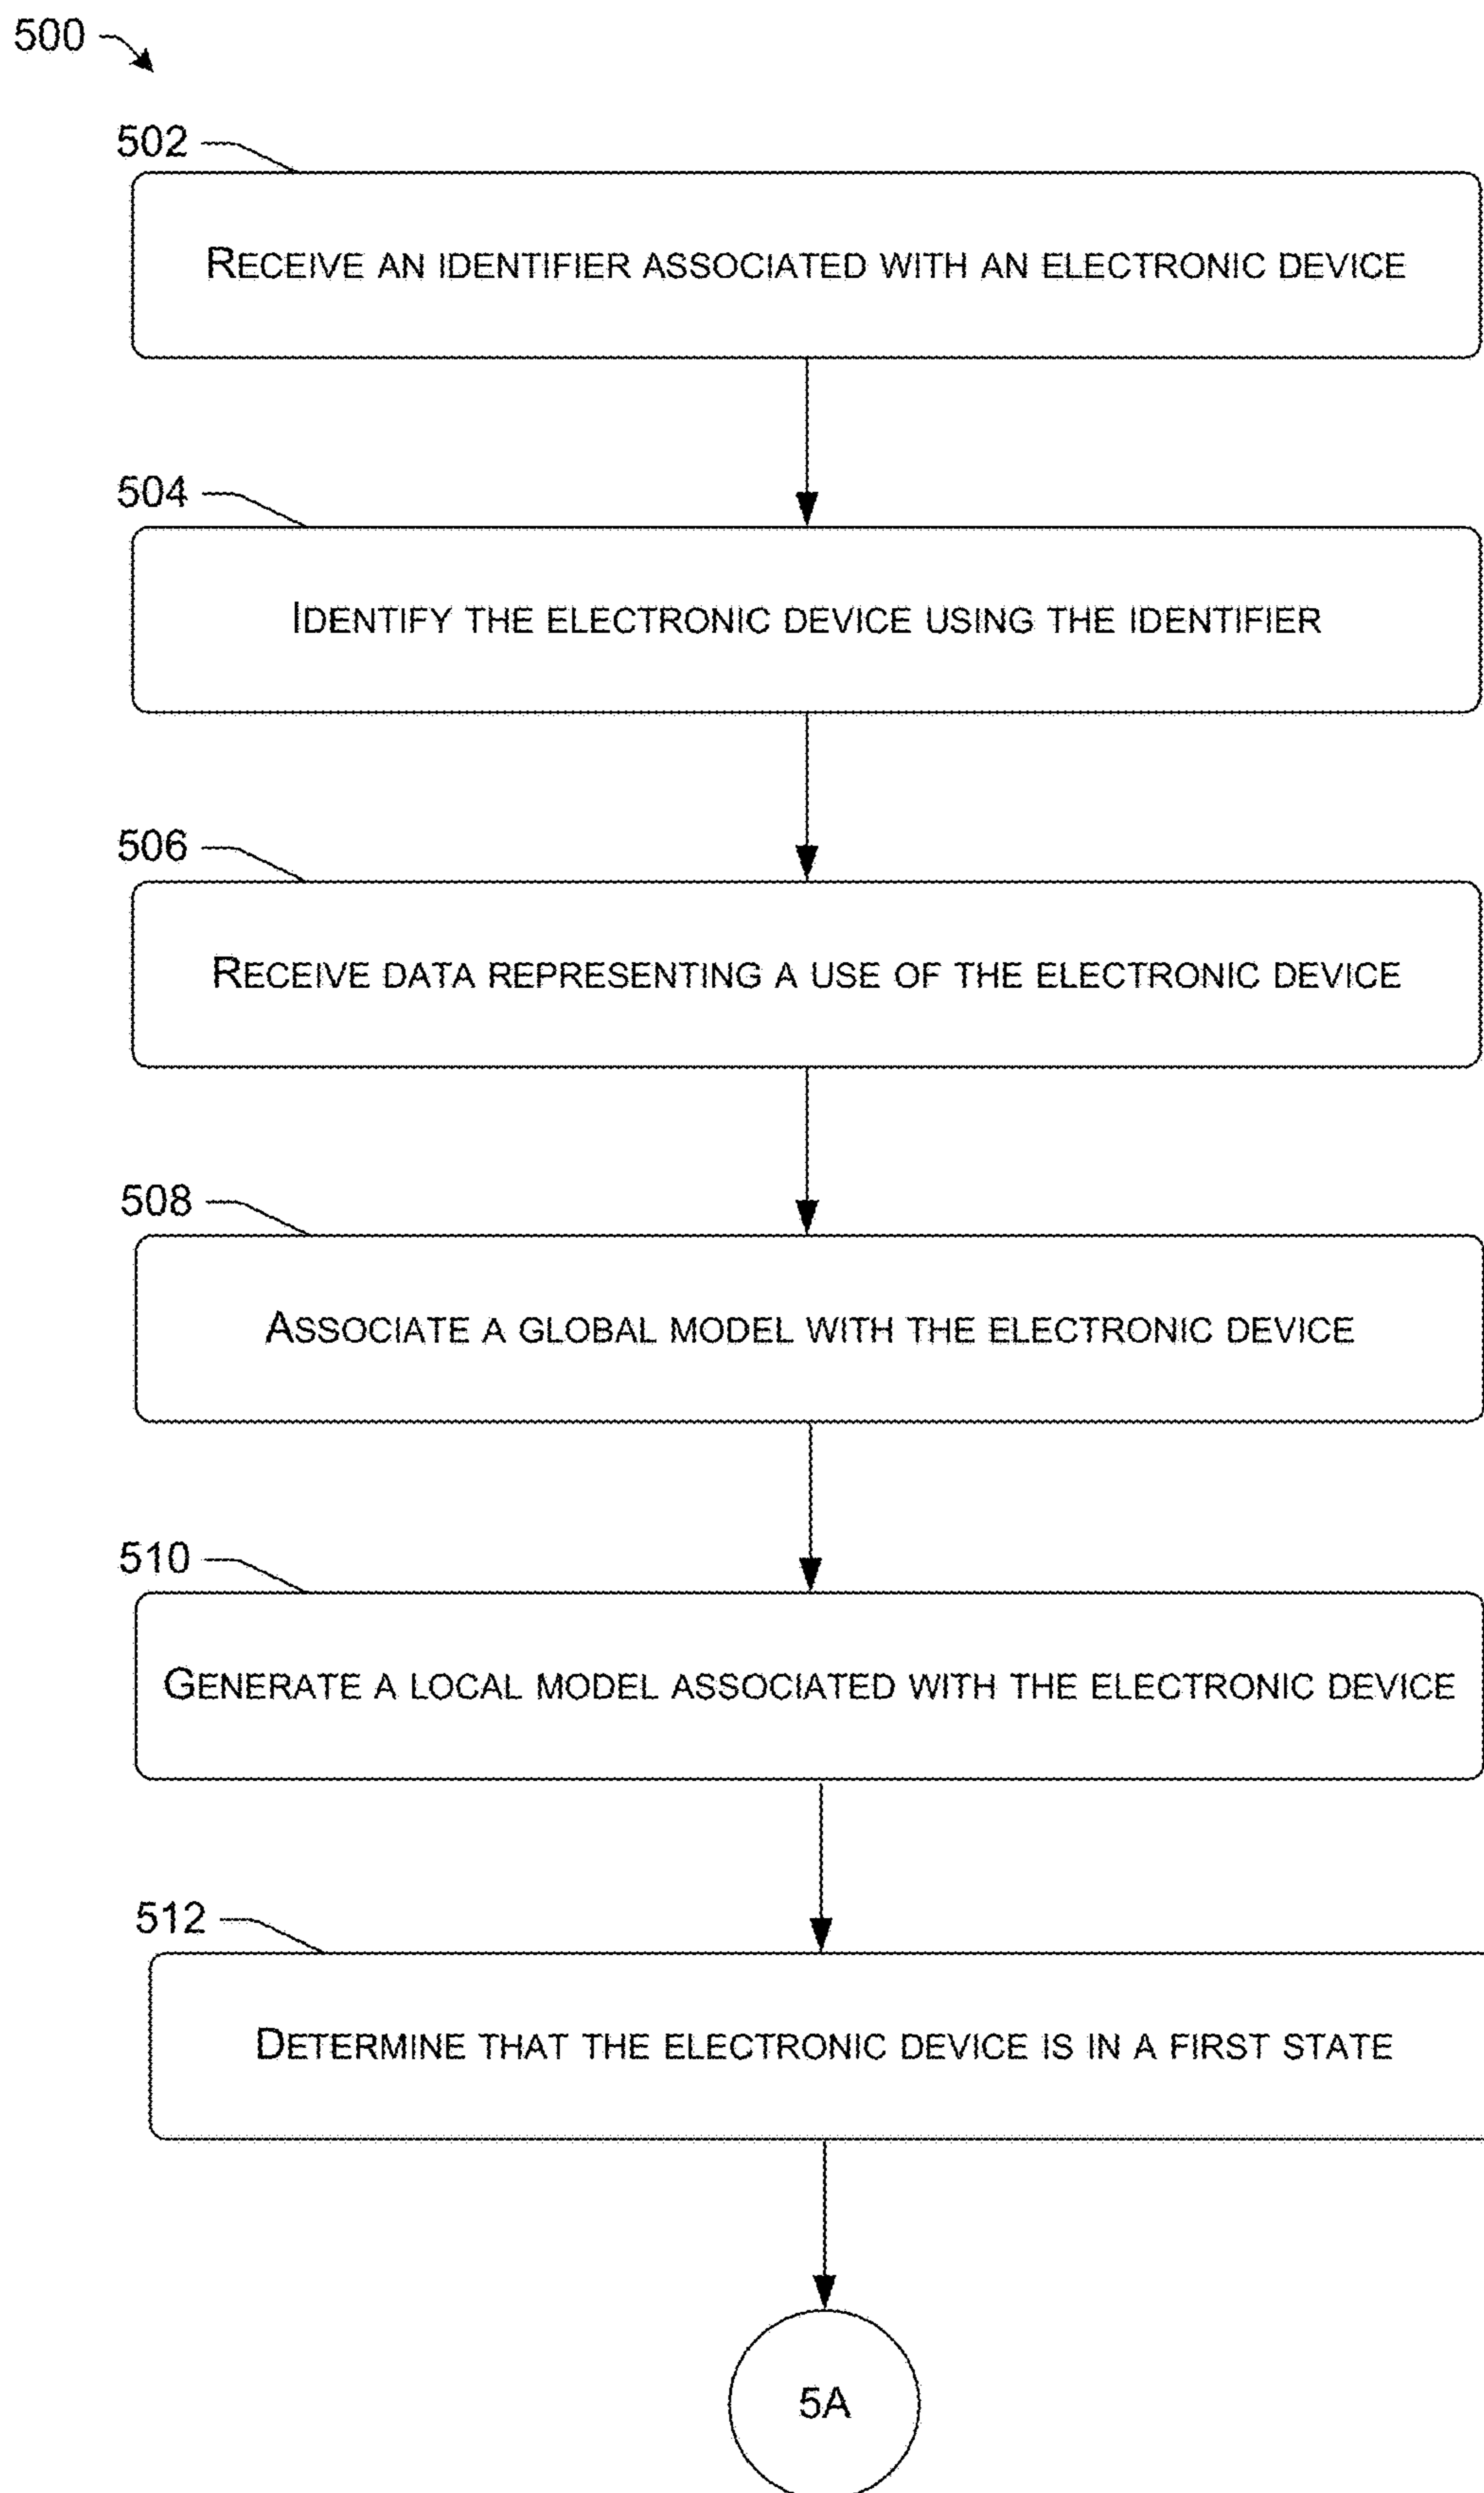 500
502
RECEIVE AN IDENTIFIER ASSOCIATED WITH AN ELECTRONIC DEVICE
504
IDENTIFY THE ELECTRONIC DEVICE USING THE IDENTIFIER
506
RECEIVE DATA REPRESENTING A USE OF THE ELECTRONIC DEVICE
508
ASSOCIATE A GLOBAL MODEL WITH THE ELECTRONIC DEVICE
510
GENERATE A LOCAL MODEL ASSOCIATED WITH THE ELECTRONIC DEVICE
512
DETERMINE THAT THE ELECTRONIC DEVICE IS IN A FIRST STATE
5A